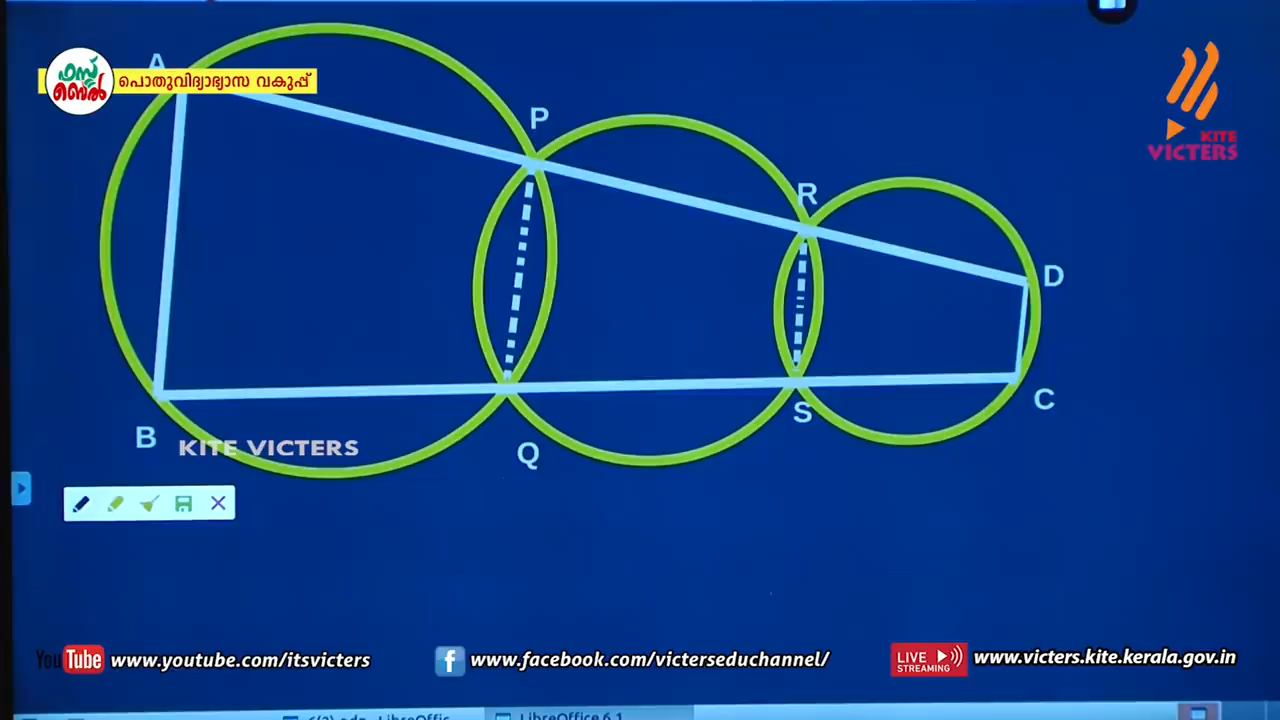 A
ഫസ്റ്റ് ബെൽ
പൊതുവിദ്യാഭ്യാസ വകുപ്പ്
P
KITE
VICTERS
R
D
B
KITE VICTERS
Q
S
C
YouTube www.youtube.com/itsvicters
f www.facebook.com/victerseduchannel/
LIVE
STREAMING
www.victers.kite.kerala.gov.in
LibreOffice 6.1